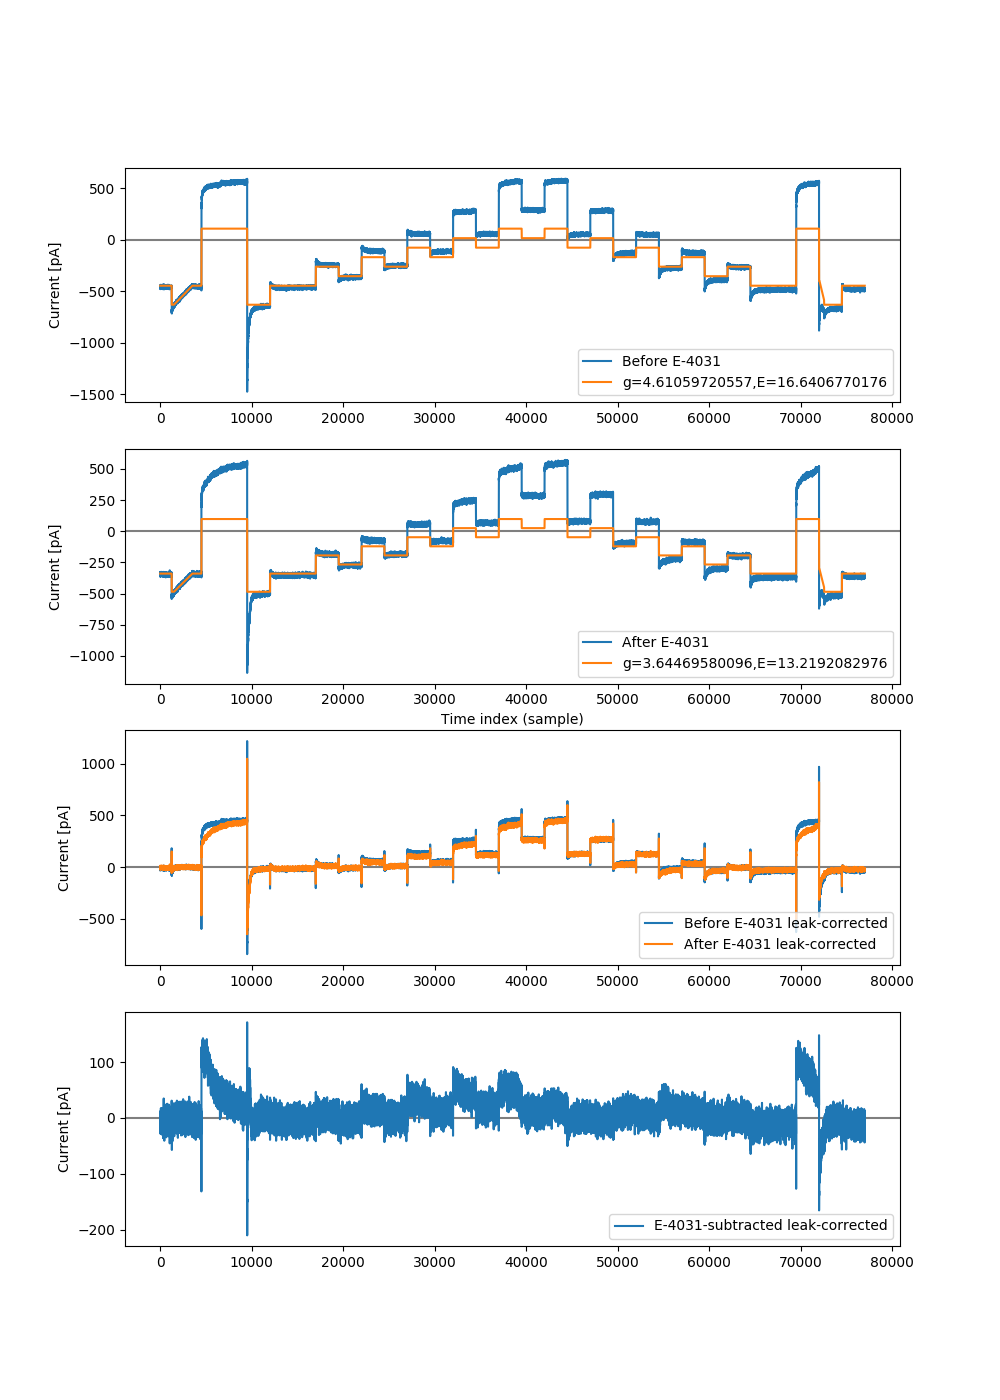 500
0
−500
−1000
−1500
Current [pA]
Before E-4031
g=4.61059720557,E=16.6406770176
0 10000 20000 30000 40000 50000 60000 70000 80000
500
250
0
−250
−500
−750
−1000
Current [pA]
After E-4031
g=3.64469580096,E=13.2192082976
0 10000 20000 30000 40000 50000 60000 70000 80000
Time index (sample)
1000
500
0
−500
Current [pA]
Before E-4031 leak-corrected
After E-4031 leak-corrected
0 10000 20000 30000 40000 50000 60000 70000 80000
100
0
−100
−200
Current [pA]
E-4031-subtracted leak-corrected
0 10000 20000 30000 40000 50000 60000 70000 80000